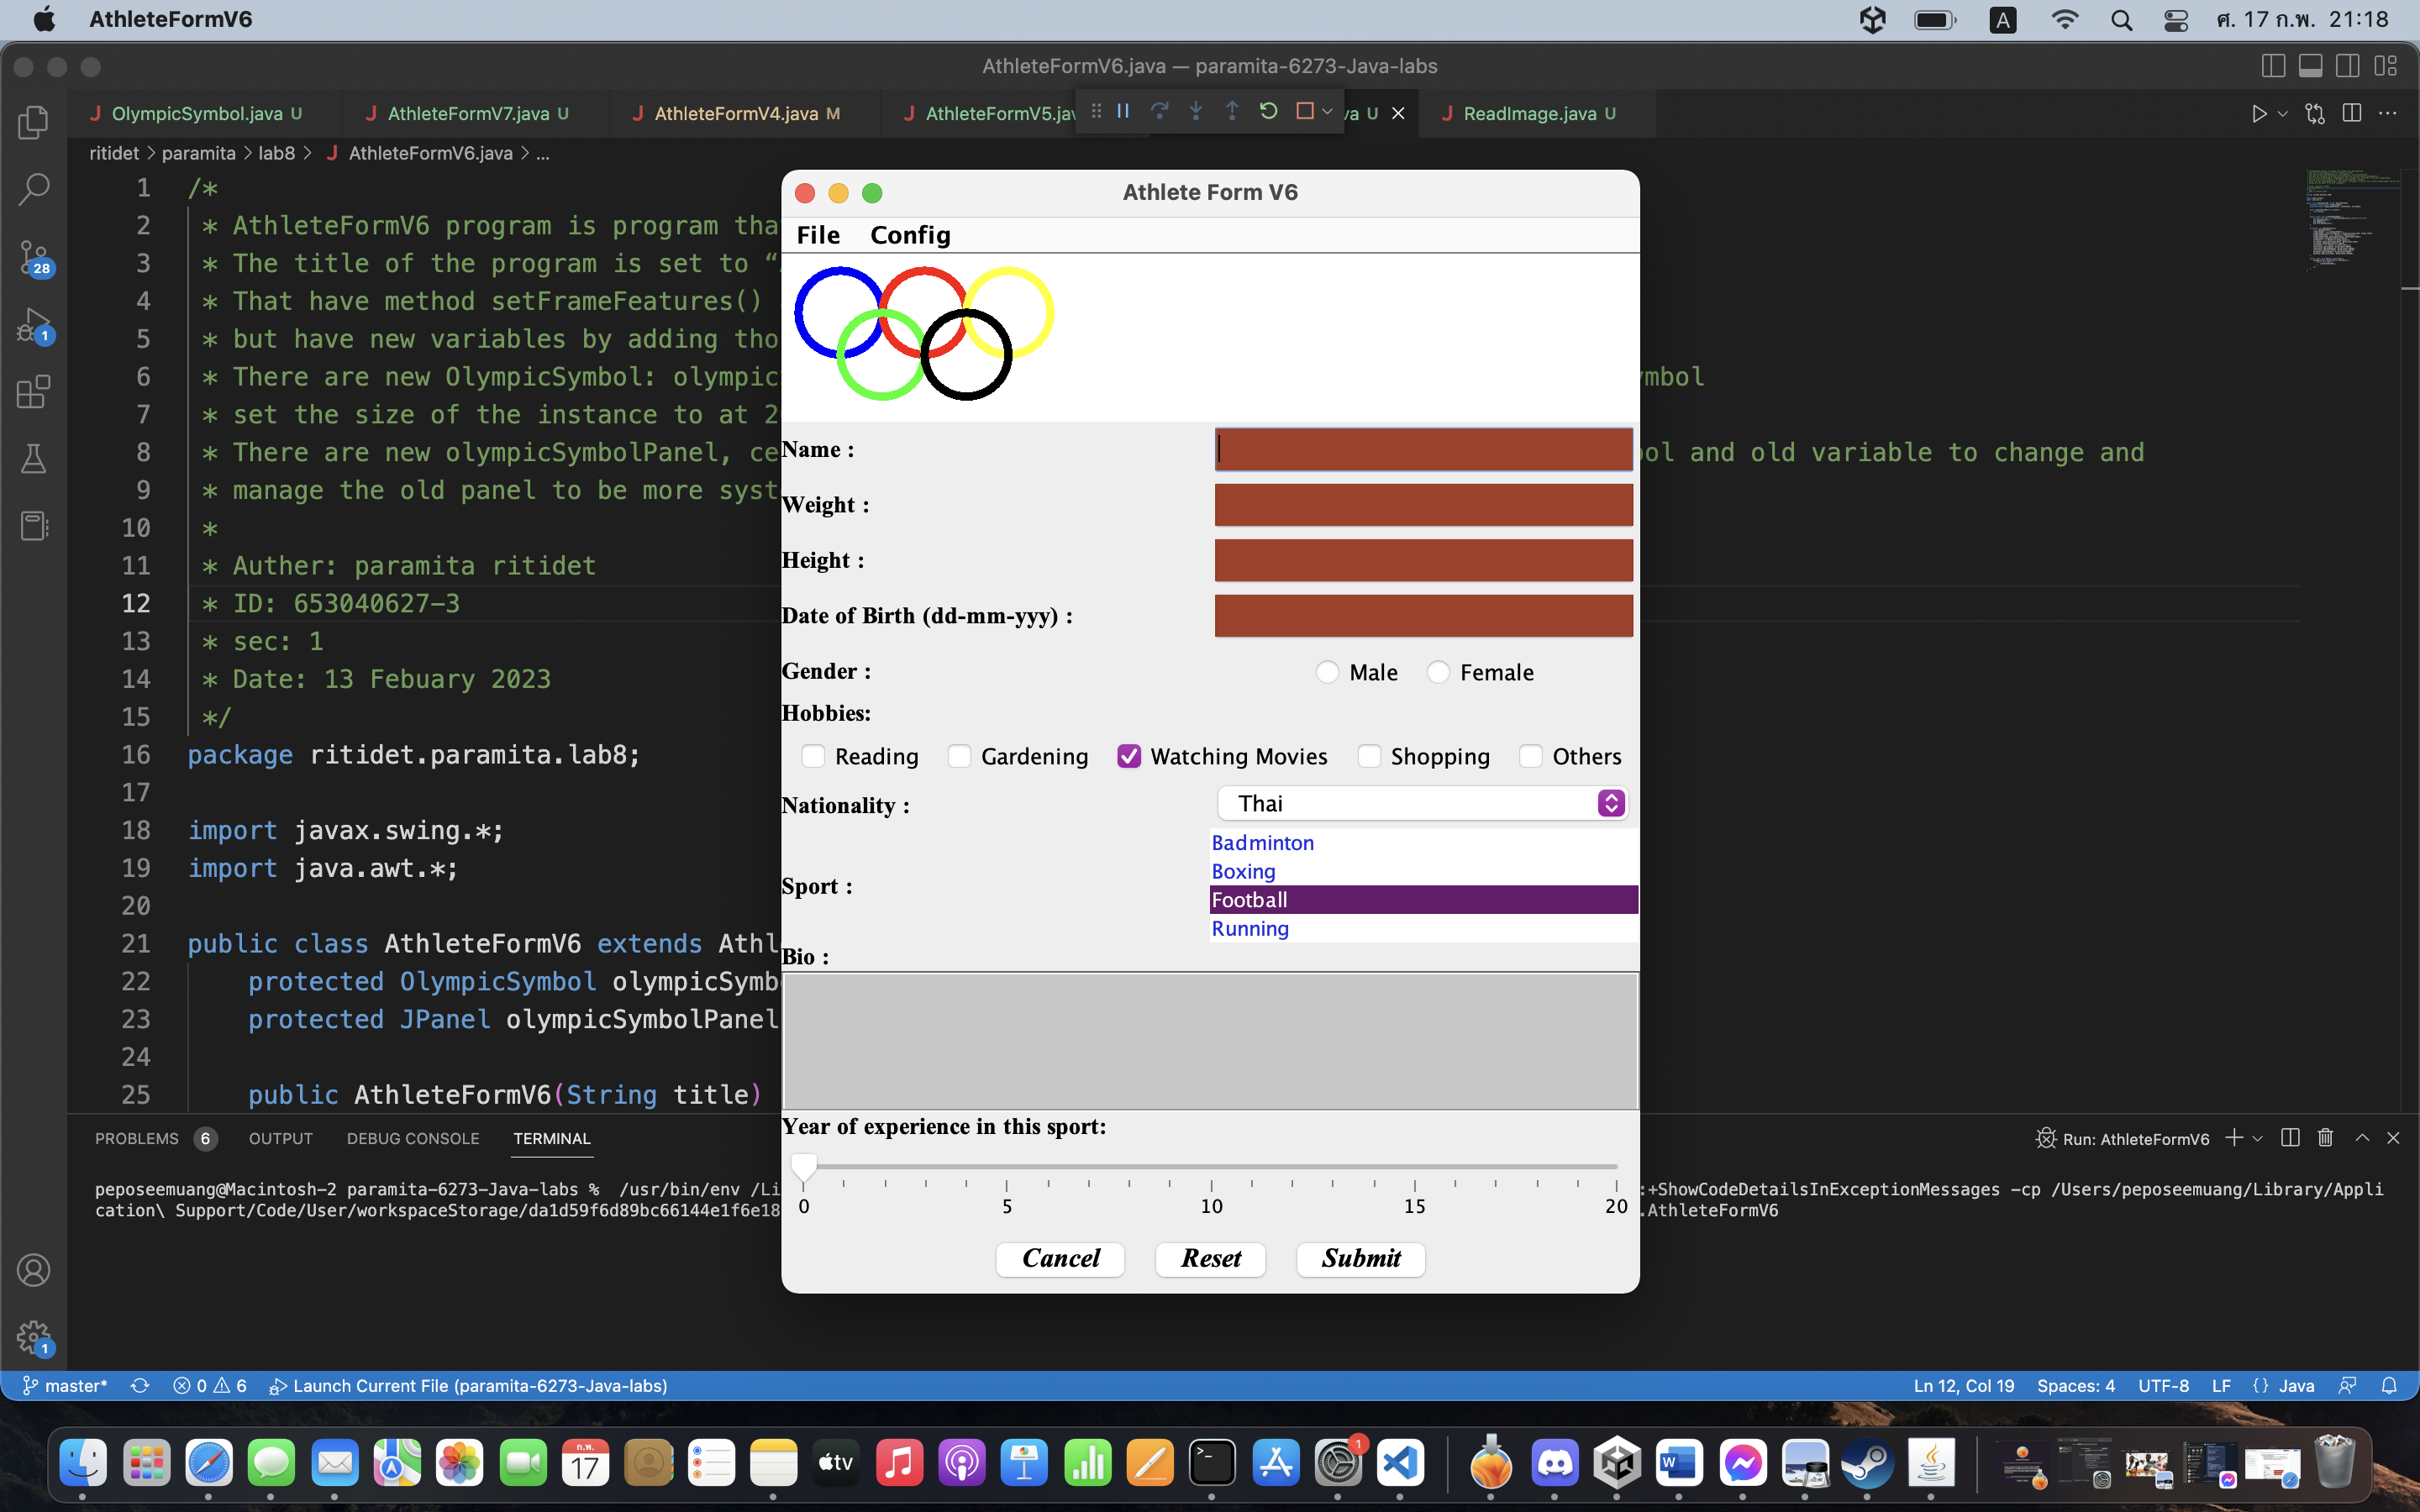 AthleteFormV6
A
ศ. 17 ก.พ. 21:18
AthleteFormV6.java — paramita-6273-Java-labs
OlympicSymbol.java U
AthleteFormV7.java U
AthleteFormV4.java M
AthleteFormV5.jav
va U
ReadImage.java U
ritidet > paramita > lab8 > J AthleteFormV6.java > ...
28
1
1 /*
2 * AthleteFormV6 program is program tha
3 * The title of the program is set to “
4 * That have method setFrameFeatures()
5 * but have new variables by adding tho
6 * There are new OlympicSymbol: olympic
mbol
7 * set the size of the instance to at 2
8 * There are new olympicSymbolPanel, ce
ol and old variable to change and
9 * manage the old panel to be more syst
10 *
11 * Auther: paramita ritidet
12 * ID: 653040627-3
13 * sec: 1
14 * Date: 13 Febuary 2023
15 */
16 package ritidet.paramita.lab8;
17
18 import javax.swing.*;
19 import java.awt.*;
20
21 public class AthleteFormV6 extends Athl
22 protected OlympicSymbol olympicSymb
23 protected JPanel olympicSymbolPanel
24
25 public AthleteFormV6(String title)
Athlete Form V6
File Config
Name :
Weight :
Height :
Date of Birth (dd-mm-yyy) :
Gender : Male Female
Hobbies:
Reading Gardening Watching Movies Shopping Others
Nationality : Thai
Badminton
Boxing
Sport :
Football
Running
Bio :
Year of experience in this sport:
0 5 10 15 20
Cancel Reset Submit
PROBLEMS 6 OUTPUT DEBUG CONSOLE TERMINAL
Run: AthleteFormV6
peposeemuang@Macintosh-2 paramita-6273-Java-labs % /usr/bin/env /Li
:+ShowCodeDetailsInExceptionMessages -cp /Users/peposeemuang/Library/Appli
cation\ Support/Code/User/workspaceStorage/da1d59f6d89bc66144e1f6e18
.AthleteFormV6
1
master* 0 6 Launch Current File (paramita-6273-Java-labs)
Ln 12, Col 19 Spaces: 4 UTF-8 LF {} Java
ก.พ.
17
tv
1
W